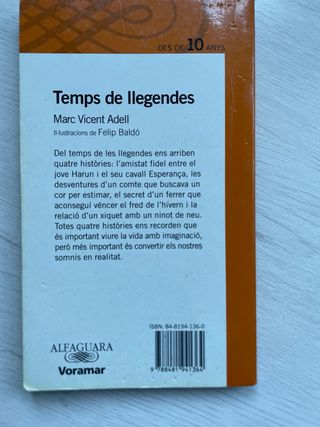 DES DE 10 ANYS
Temps de llegendes
Marc Vicent Adell
Il·lustracions de Felip Baldó
Del temps de les llegendes ens arriben
quatre històries: l'amistat fidel entre el
jove Harun i el seu cavall Esperança, les
desventures d'un comte que buscava un
cor per estimar, el secret d'un ferrer que
aconseguí véncer el fred de l'hivern i la
relació d'un xiquet amb un ninot de neu.
Totes quatre històries ens recorden que
és important viure la vida amb imaginació,
però més important és convertir els nostres
somnis en realitat.
ISBN: 84-8194-136-0
9 788481 941364
ALFAGUARA
Voramar